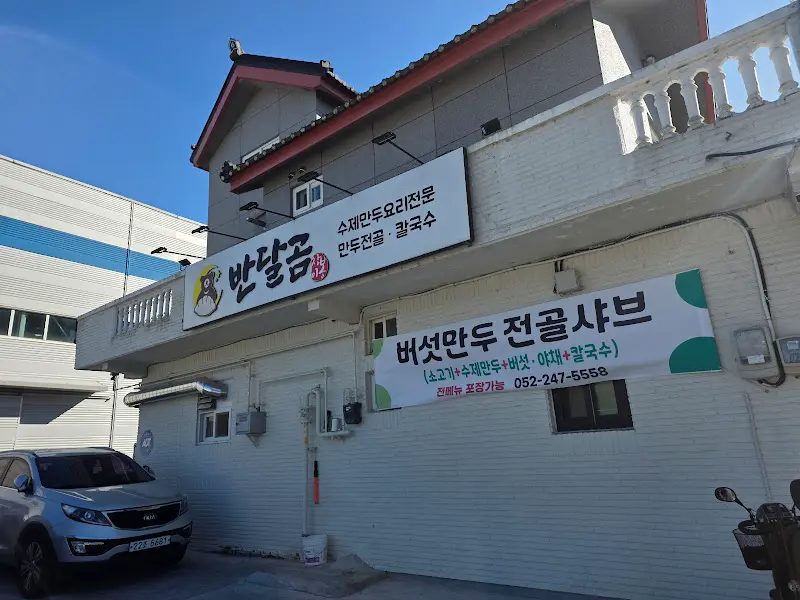 반달곰
수제만두요리전문
만두전골·칼국수
버섯만두 전골샤브
(소고기+수제만두+버섯·야채+칼국수)
전메뉴 포장가능 052-247-5558
KIA